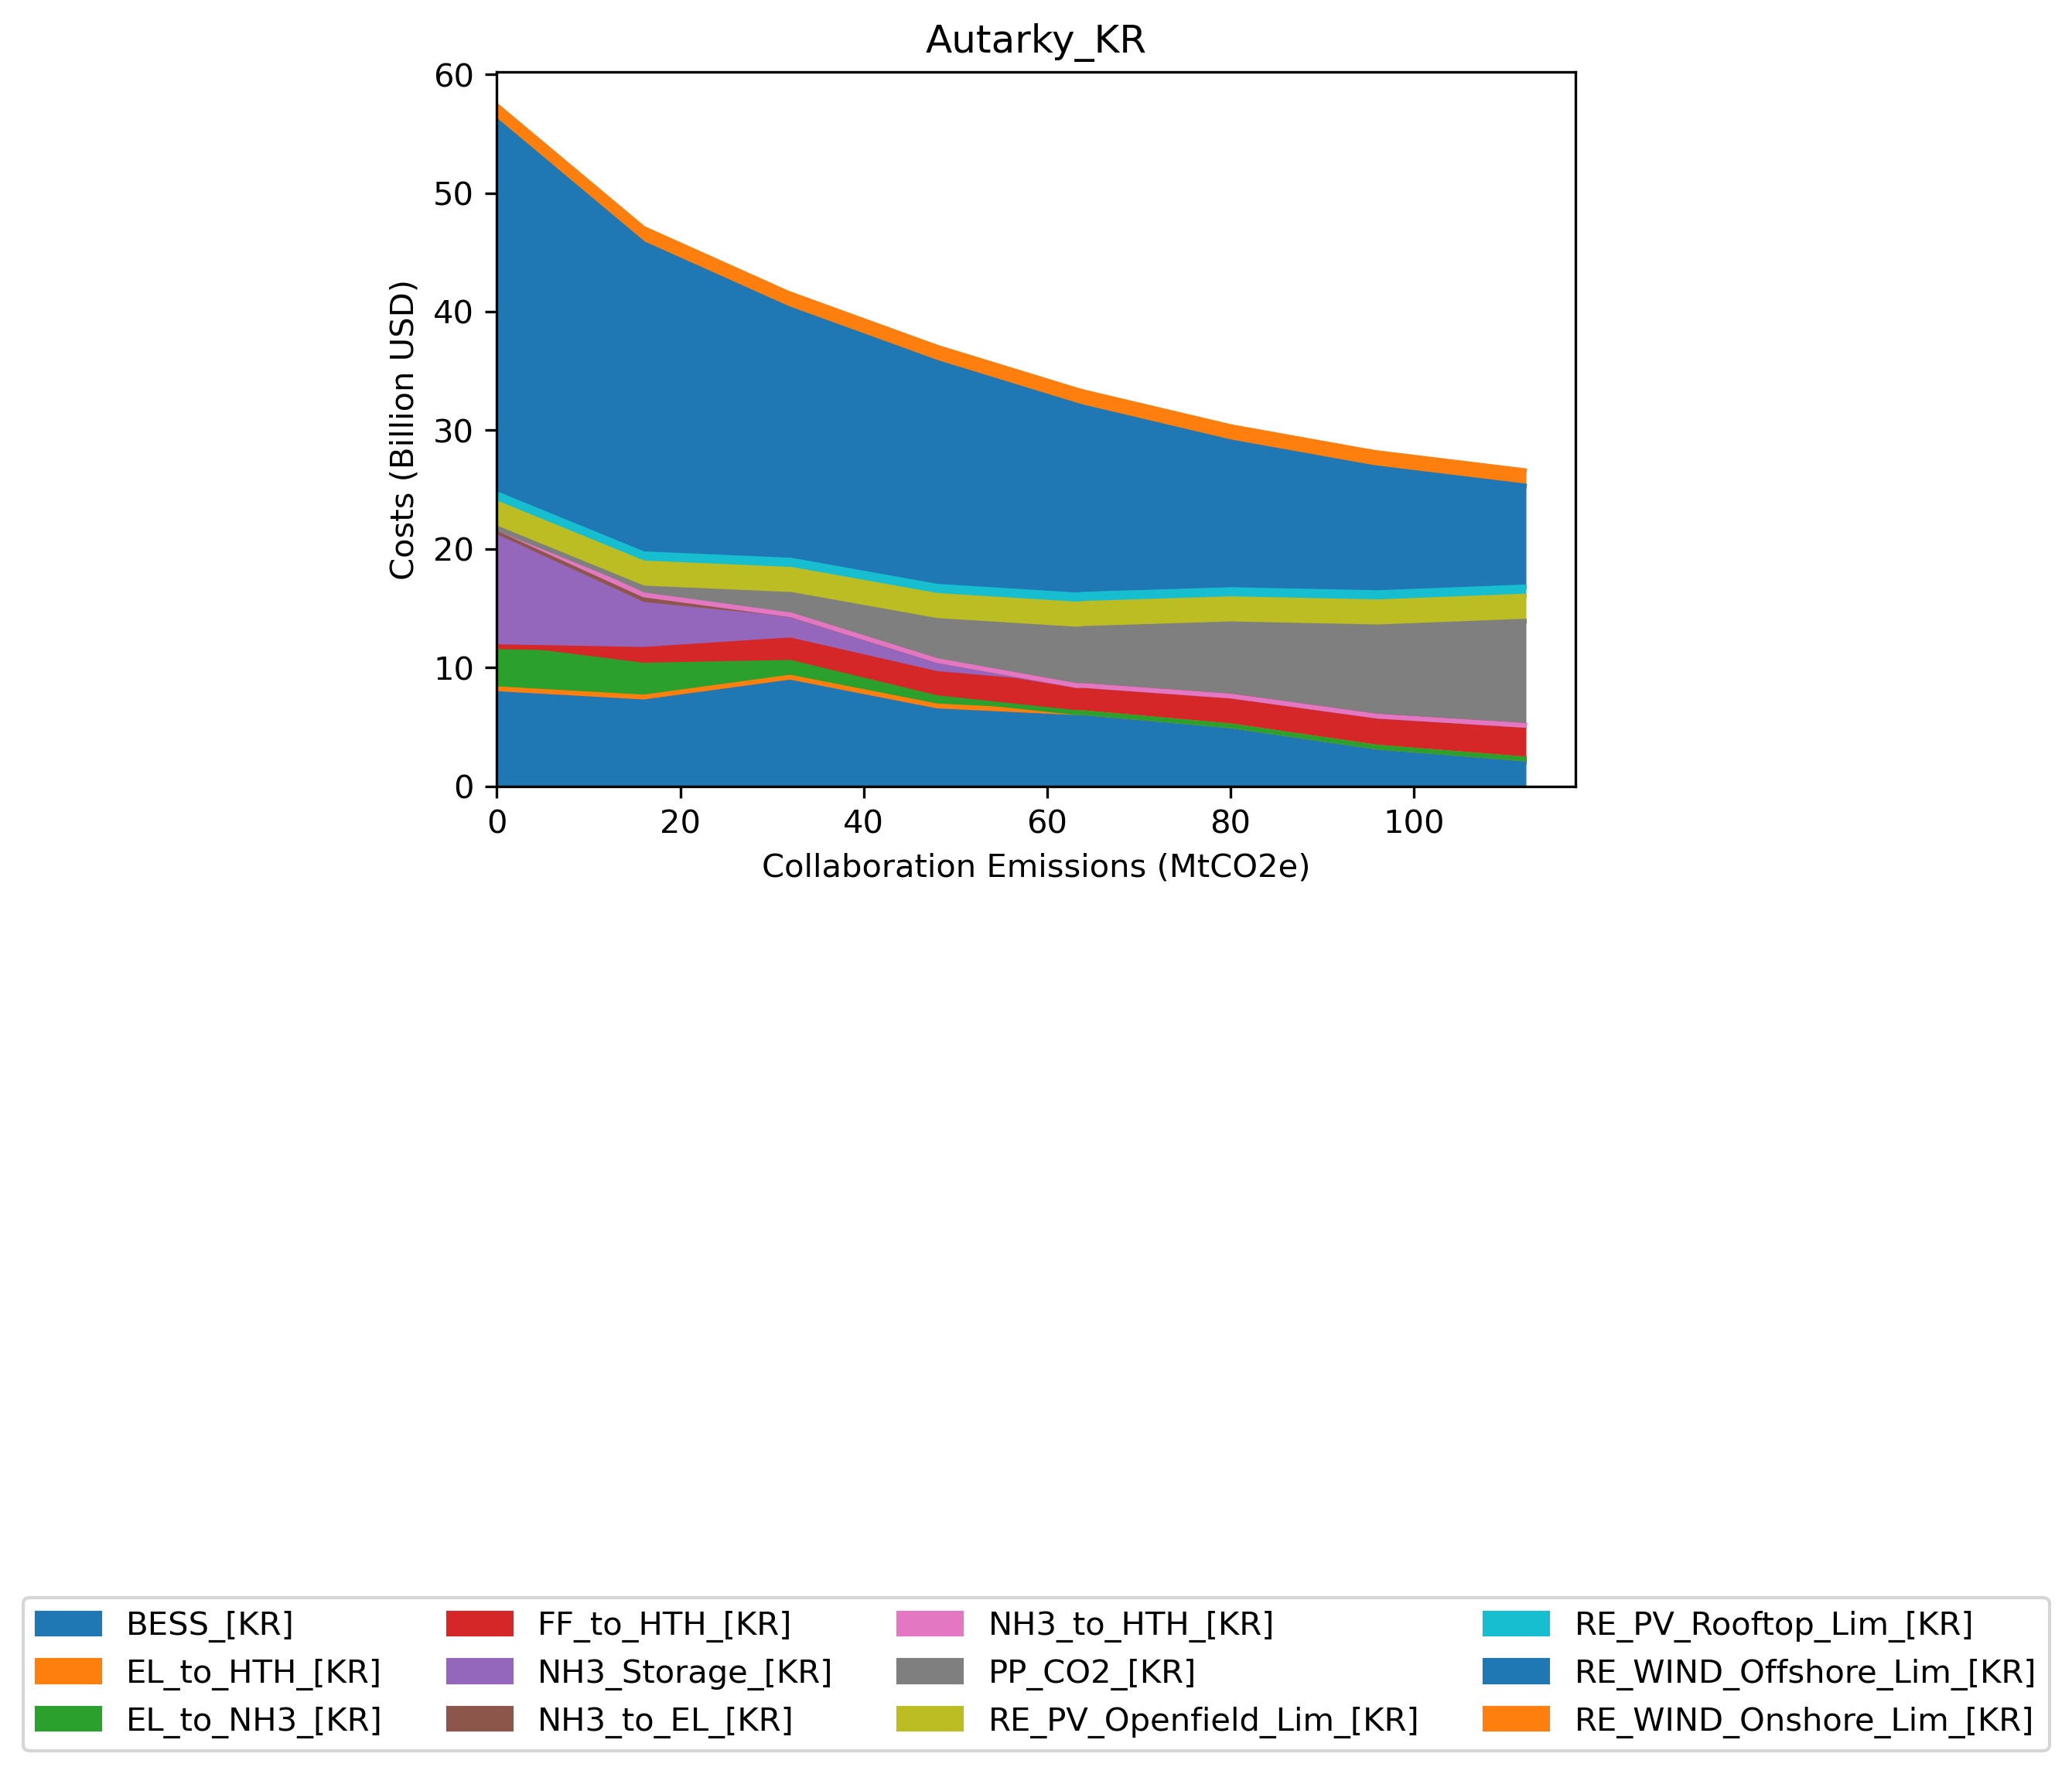 Autarky_KR
60
50
40
30
20
10
0
Costs (Billion USD)
0 20 40 60 80 100
Collaboration Emissions (MtCO2e)
BESS_[KR] FF_to_HTH_[KR] NH3_to_HTH_[KR] RE_PV_Rooftop_Lim_[KR]
EL_to_HTH_[KR] NH3_Storage_[KR] PP_CO2_[KR] RE_WIND_Offshore_Lim_[KR]
EL_to_NH3_[KR] NH3_to_EL_[KR] RE_PV_Openfield_Lim_[KR] RE_WIND_Onshore_Lim_[KR]